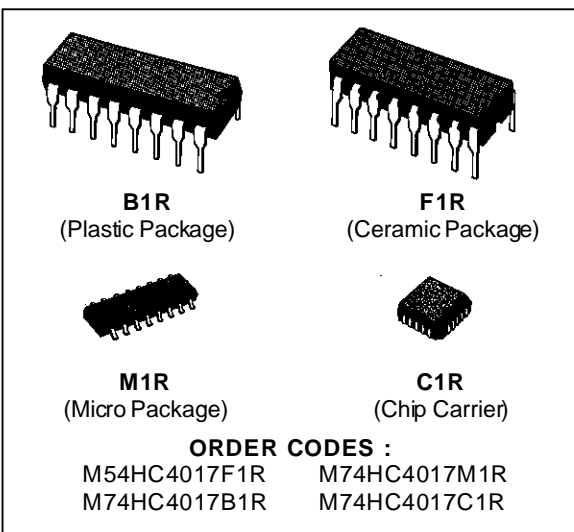 B1R
(Plastic Package)
F1R
(Ceramic Package)
M1R
(Micro Package)
C1R
(Chip Carrier)
ORDER CODES :
M54HC4017F1R M74HC4017M1R
M74HC4017B1R M74HC4017C1R